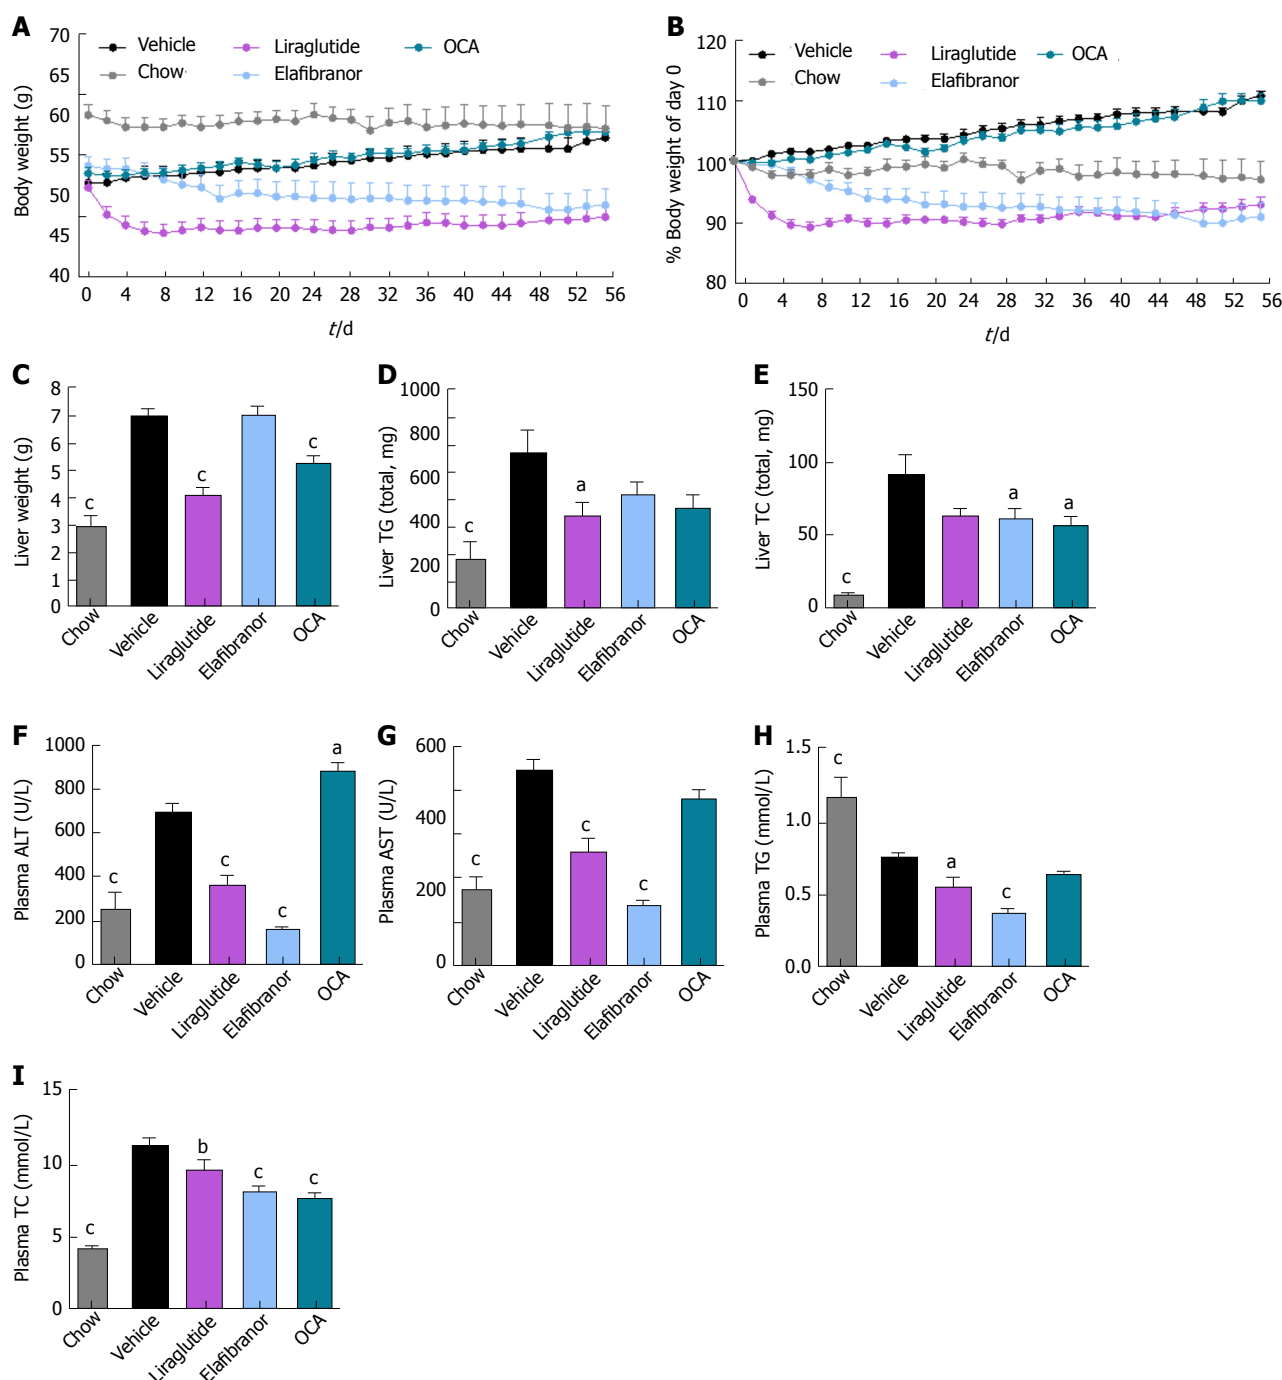 A
Vehicle
Liraglutide
OCA
Chow
Elafibranor
Body weight (g)
70
65
60
55
50
45
40
0 4 8 12 16 20 24 28 32 36 40 44 48 52 56
t/d
B
Vehicle
Liraglutide
OCA
Chow
Elafibranor
% Body weight of day 0
120
110
100
90
80
0 4 8 12 16 20 21 28 32 36 40 44 48 52 56
t/d
C
Liver weight (g)
8
7
6
5
4
3
2
1
0
c
c
c
Chow
Vehicle
Liraglutide
Elafibranor
OCA
D
Liver TG (total, mg)
1000
800
600
400
200
0
c
a
Chow
Vehicle
Liraglutide
Elafibranor
OCA
E
Liver TC (total, mg)
150
100
50
0
c
a
a
Chow
Vehicle
Liraglutide
Elafibranor
OCA
F
Plasma ALT (U/L)
1000
800
600
400
200
0
c
c
c
a
Chow
Vehicle
Liraglutide
Elafibranor
OCA
G
Plasma AST (U/L)
600
400
200
0
c
c
c
Chow
Vehicle
Liraglutide
Elafibranor
OCA
H
Plasma TG (mmol/L)
1.5
1.0
0.5
0.0
c
a
c
Chow
Vehicle
Liraglutide
Elafibranor
OCA
I
Plasma TC (mmol/L)
15
10
5
0
c
b
c
c
Chow
Vehicle
Liraglutide
Elafibranor
OCA